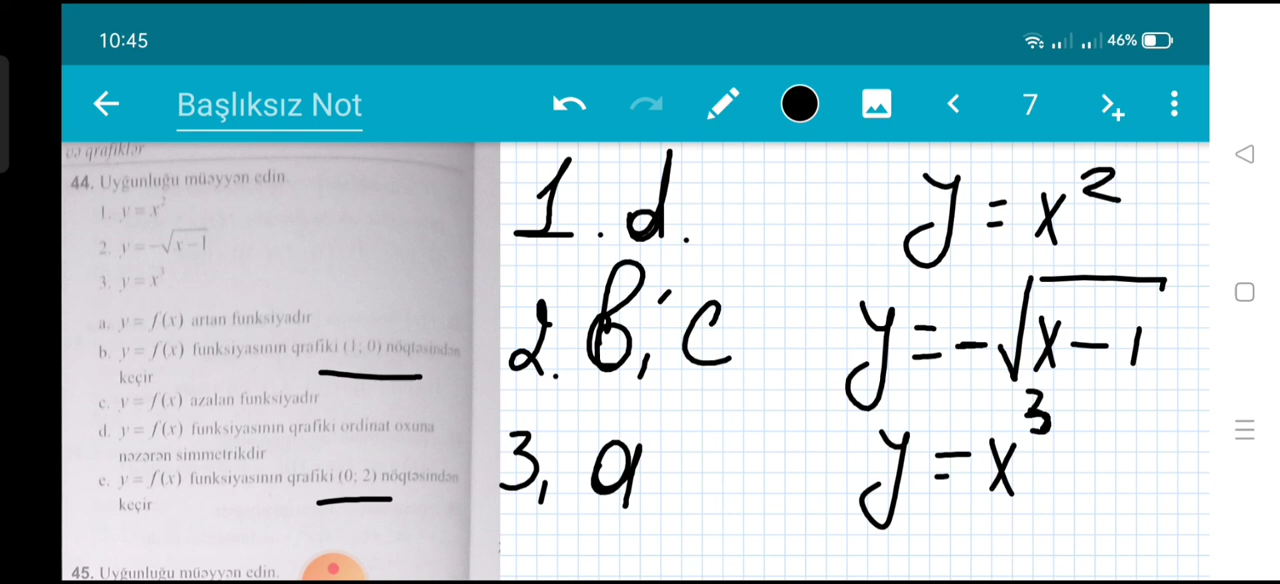 10:45
46%
Başlıksız Not
7
və qrafiklər
44. Uyğunluğu müəyyən edin.
1. y = x²
2. y = -√(x - 1)
3. y = x³
a. y = f(x) artan funksiyadır
b. y = f(x) funksiyasının qrafiki (1; 0) nöqtəsindən
keçir
c. y = f(x) azalan funksiyadır
d. y = f(x) funksiyasının qrafiki ordinat oxuna
nəzərən simmetrikdir
e. y = f(x) funksiyasının qrafiki (0; 2) nöqtəsindən
keçir
45. Uyğunluğu müəyyən edin.
1. d. y = x²
2. b, c y = -√(x - 1)
3, a y = x³